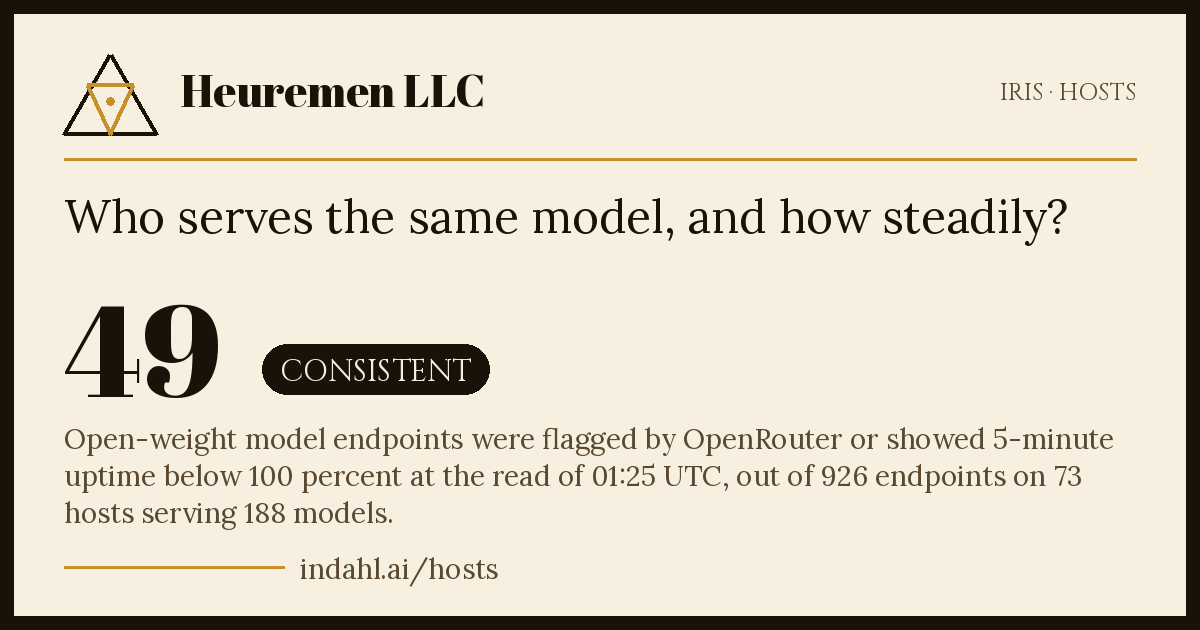 Heuremen LLC
IRIS · HOSTS
Who serves the same model, and how steadily?
49
CONSISTENT
Open-weight model endpoints were flagged by OpenRouter or showed 5-minute
uptime below 100 percent at the read of 01:25 UTC, out of 926 endpoints on 73
hosts serving 188 models.
indahl.ai/hosts